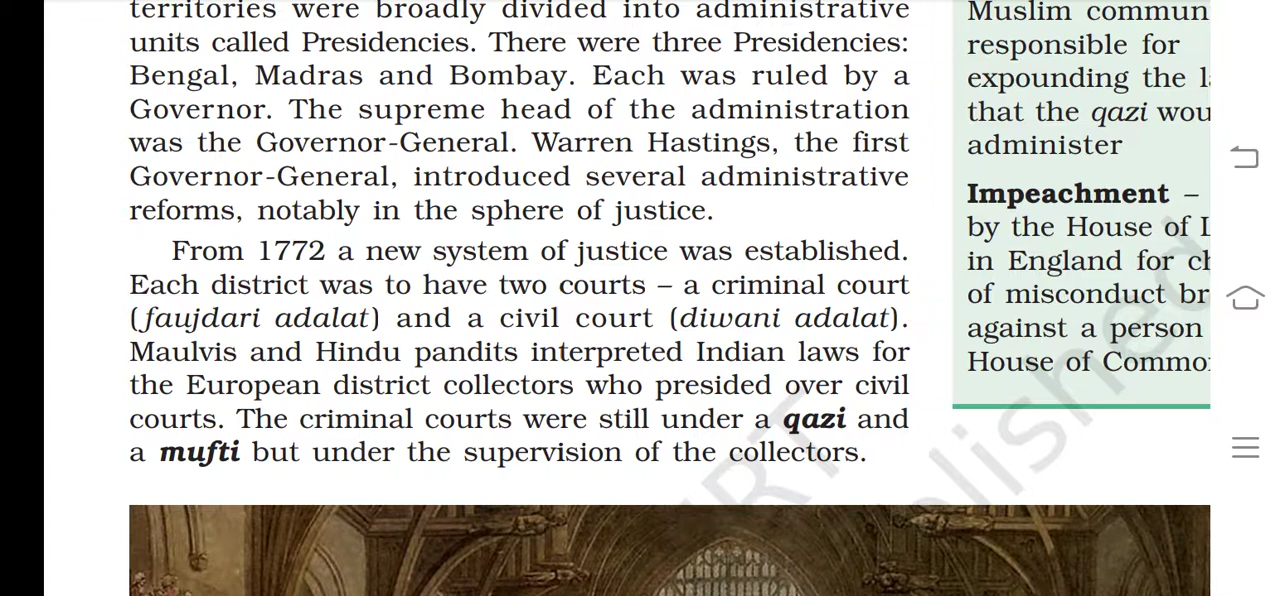 territories were broadly divided into administrative
units called Presidencies. There were three Presidencies:
Bengal, Madras and Bombay. Each was ruled by a
Governor. The supreme head of the administration
was the Governor-General. Warren Hastings, the first
Governor-General, introduced several administrative
reforms, notably in the sphere of justice.
From 1772 a new system of justice was established.
Each district was to have two courts – a criminal court
(faujdari adalat) and a civil court (diwani adalat).
Maulvis and Hindu pandits interpreted Indian laws for
the European district collectors who presided over civil
courts. The criminal courts were still under a qazi and
a mufti but under the supervision of the collectors.
Muslim commun
responsible for
expounding the
that the qazi wou
administer
Impeachment –
by the House of
in England for ch
of misconduct br
against a person
House of Commo